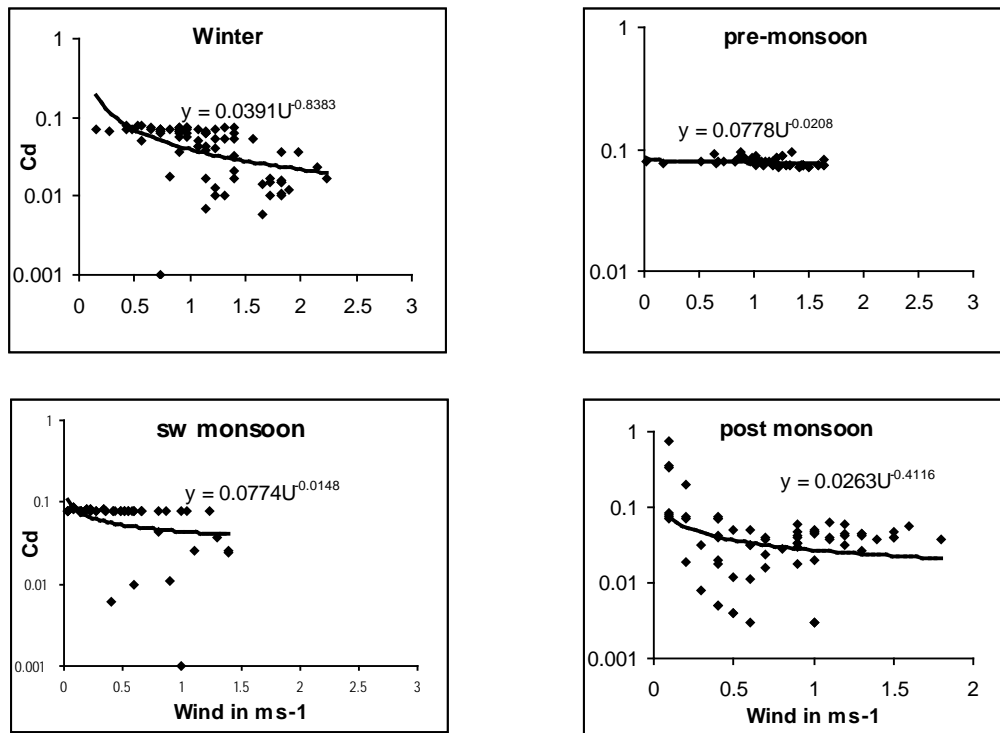 Winter
y = 0.0391U^-0.8383
Cd
1
0.1
0.01
0.001
0 0.5 1 1.5 2 2.5 3
pre-monsoon
y = 0.0778U^-0.0208
1
0.1
0.01
0 0.5 1 1.5 2 2.5 3
sw monsoon
y = 0.0774U^-0.0148
Cd
1
0.1
0.01
0.001
0 0.5 1 1.5 2 2.5 3
Wind in ms-1
post monsoon
y = 0.0263U^-0.4116
1
0.1
0.01
0.001
0 0.5 1 1.5 2
Wind in ms-1